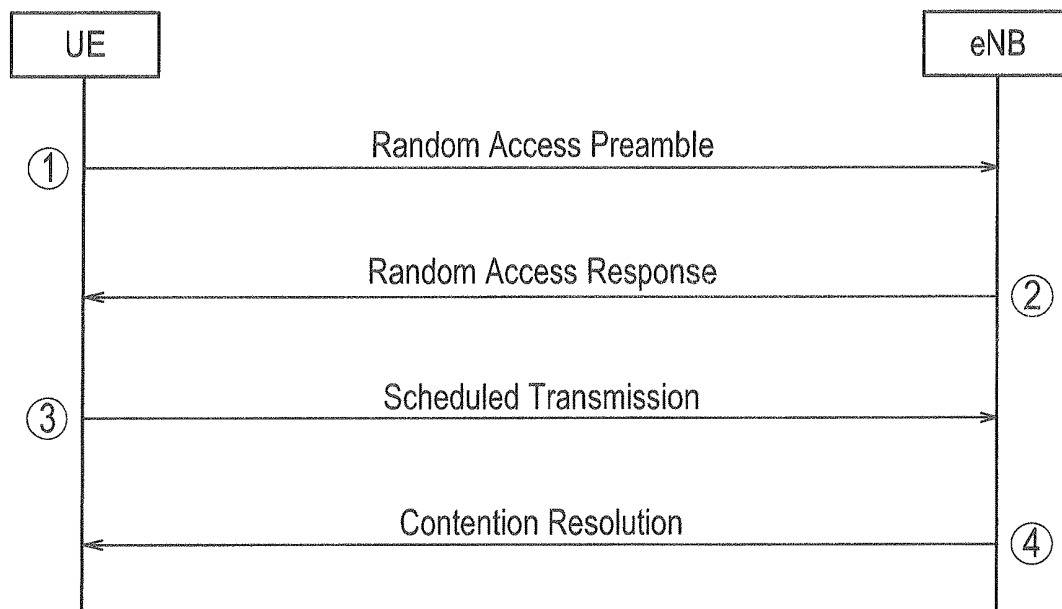 UE
eNB
Random Access Preamble
①
Random Access Response
②
Scheduled Transmission
③
Contention Resolution
④